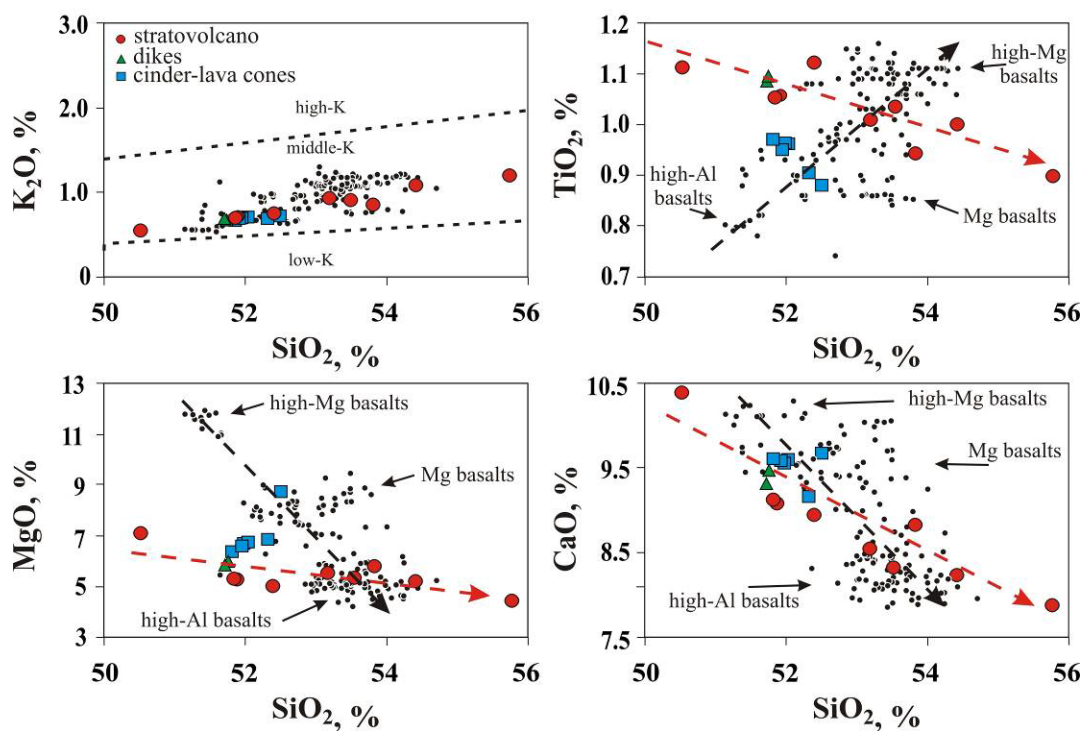 K₂O, %
3.0
2.0
1.0
0
stratovolcano
dikes
cinder-lava cones
high-K
middle-K
low-K
50
52
54
56
SiO₂, %
TiO₂, %
1.2
1.1
1.0
0.9
0.8
0.7
high-Mg
basalts
high-Al
basalts
Mg basalts
50
52
54
56
SiO₂, %
MgO, %
13
11
9
7
5
3
high-Mg basalts
Mg basalts
high-Al basalts
50
52
54
56
SiO₂, %
CaO, %
10.5
9.5
8.5
7.5
high-Mg basalts
Mg basalts
high-Al basalts
50
52
54
56
SiO₂, %